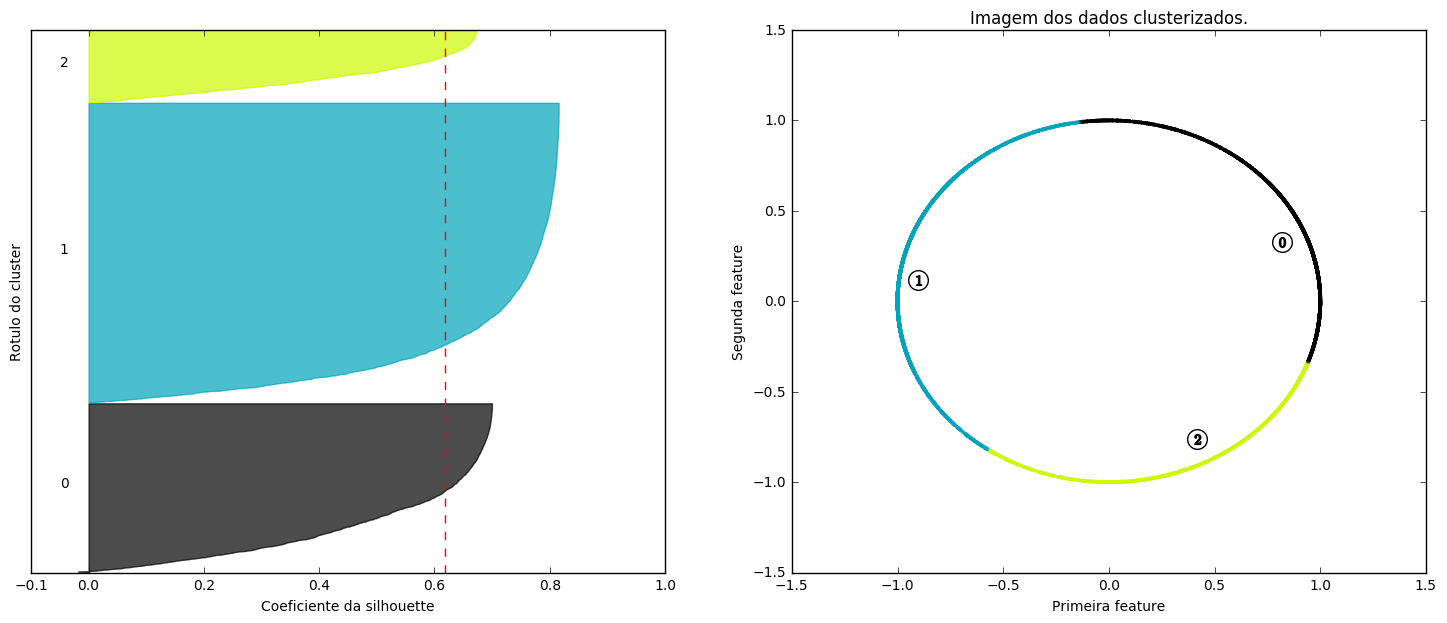 2
1
0
Rotulo do cluster
−0.1 0.0 0.2 0.4 0.6 0.8 1.0
Coeficiente da silhouette
Imagem dos dados clusterizados.
1.5
1.0
0.5
0.0
−0.5
−1.0
−1.5
Segunda feature
0
1
2
−1.5 −1.0 −0.5 0.0 0.5 1.0 1.5
Primeira feature